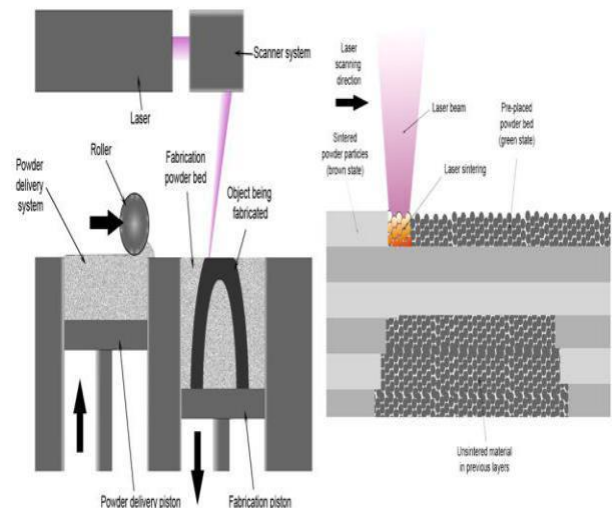 Scanner system
Laser
Roller
Powder
delivery
system
Fabrication
powder bed
Object being
fabricated
Powder delivery piston
Fabrication piston
Laser
scanning
direction
Laser beam
Pre-placed
powder bed
(green state)
Sintered
powder particles
(brown state)
Laser sintering
Unsintered material
in previous layers